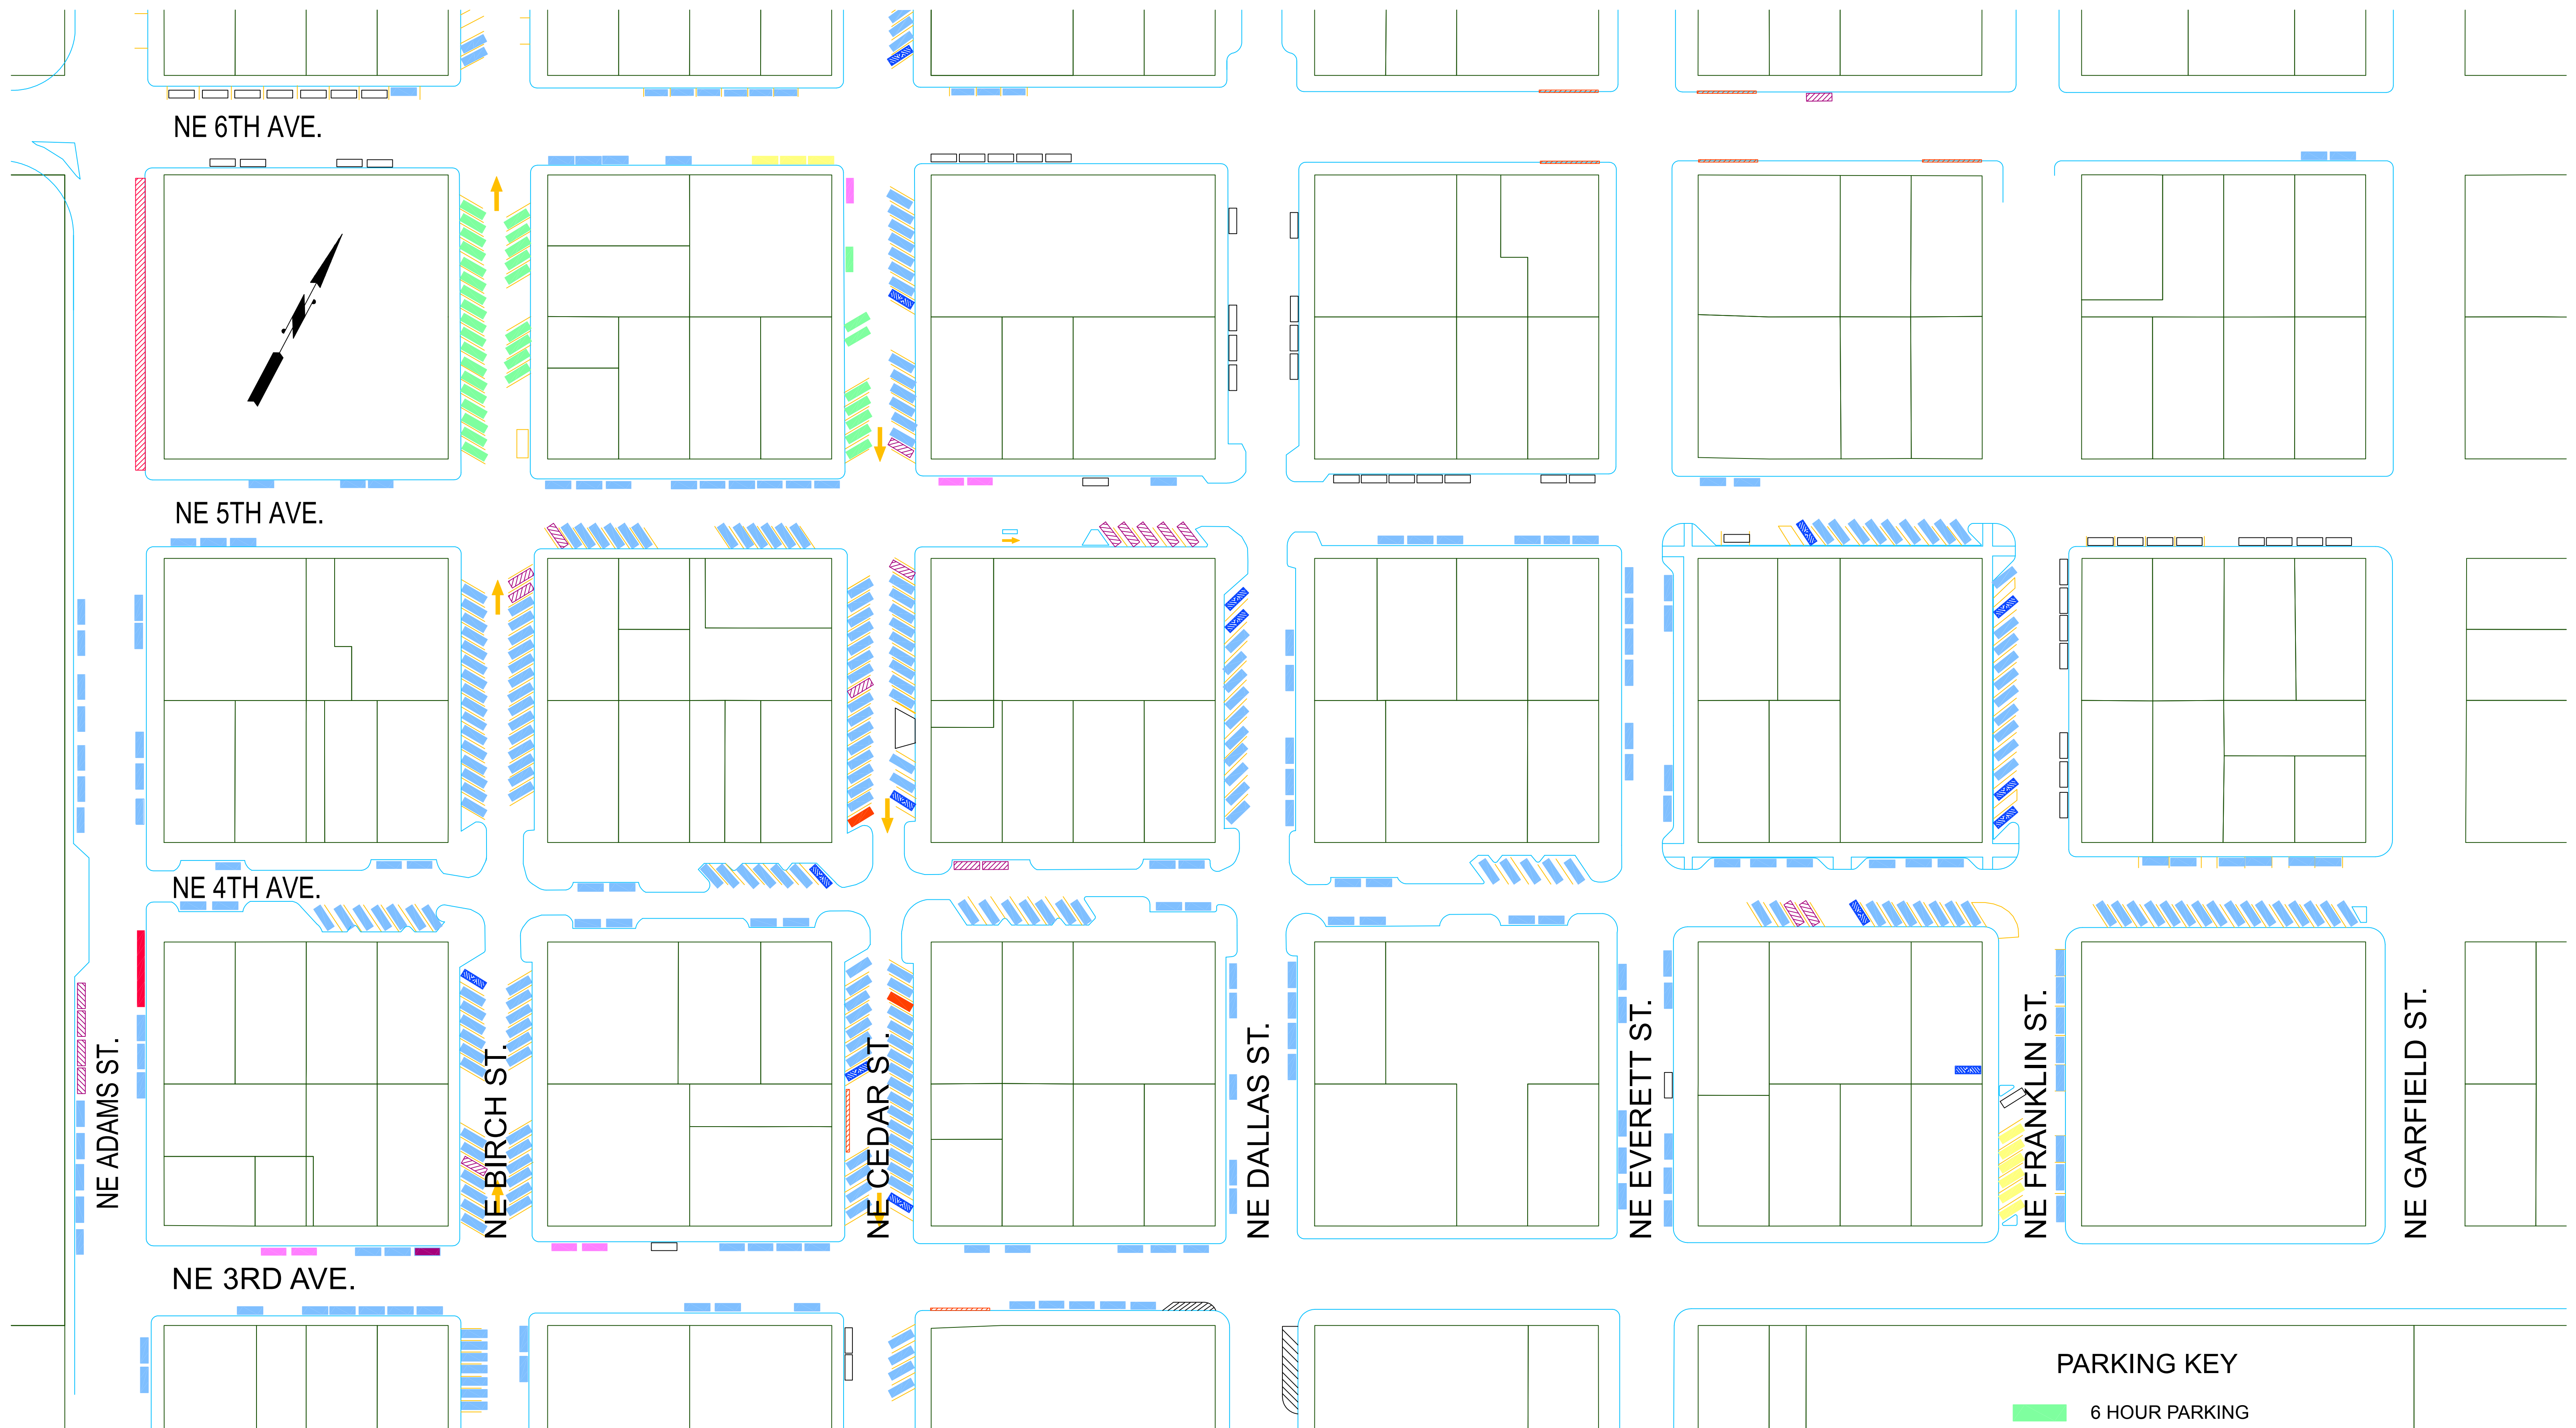 NE 6TH AVE.
NE 5TH AVE.
NE 4TH AVE.
NE ADAMS ST.
NE BIRCH ST.
NE CEDAR ST.
NE DALLAS ST.
NE EVERETT ST.
NE FRANKLIN ST.
NE GARFIELD ST.
NE 3RD AVE.
PARKING KEY
6 HOUR PARKING